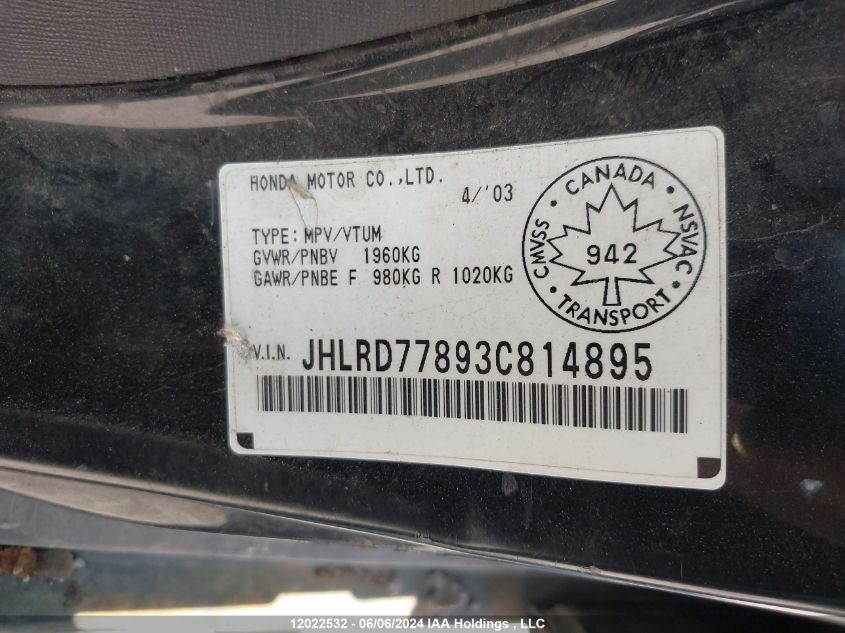 HONDA MOTOR CO.,LTD.
4/'03
TYPE: MPV/VTUM
GVWR/PNBV 1960KG
GAWR/PNBE F 980KG R 1020KG
CMVSS • CANADA • NSVAC
942
• TRANSPORT •
V.I.N. JHLRD77893C814895
12022532 - 06/06/2024 IAA Holdings , LLC